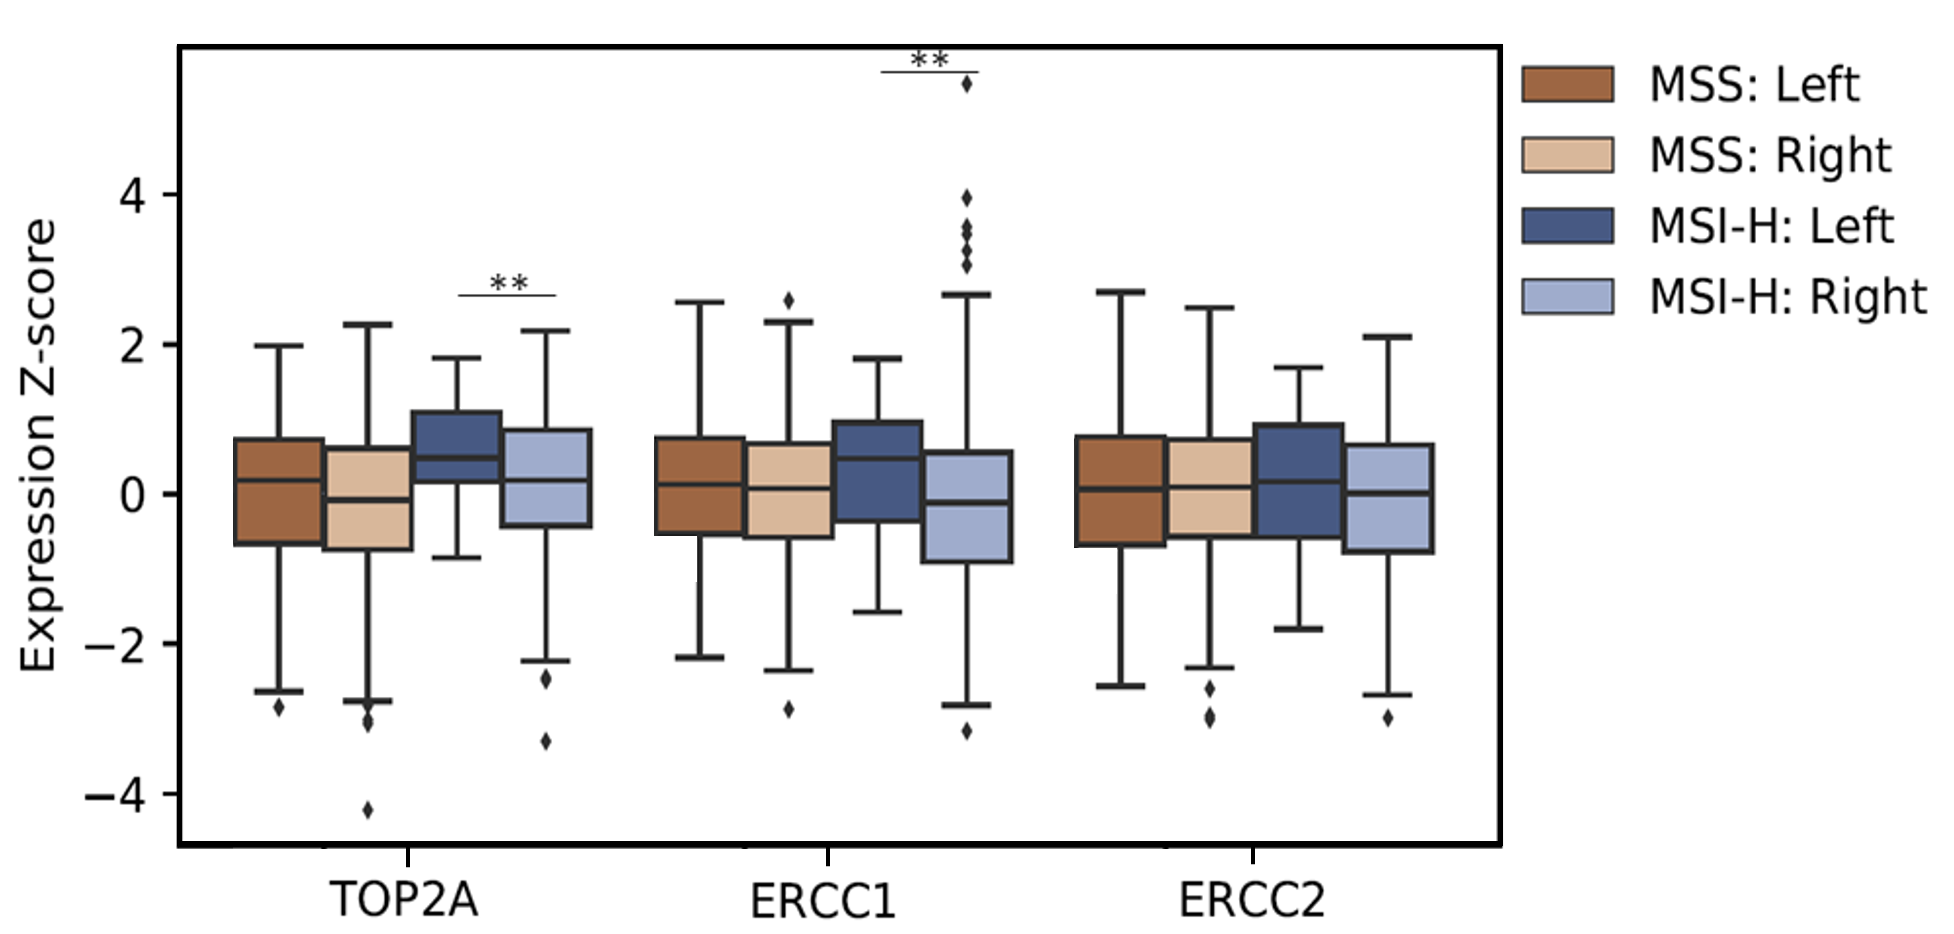 **
**
4
2
0
−2
−4
Expression Z-score
TOP2A
ERCC1
ERCC2
MSS: Left
MSS: Right
MSI-H: Left
MSI-H: Right